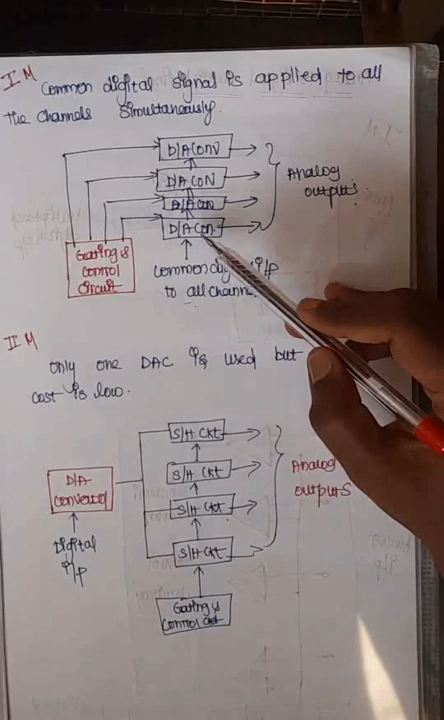 I M Common digital signal is applied to all
the channels simultaneously.
D/A CONV
D/A CON
D/A CON
D/A Con.
Analog
outputs.
Gating &
control
circuit
common digi i/p
to all channe
II M
only one DAC is used but
cost is low.
S/H Ckt
S/H Ckt
S/H Ckt
S/H Ckt
D/A
Converter
Analog
outputs
Digital
i/p
Gating &
control ckt